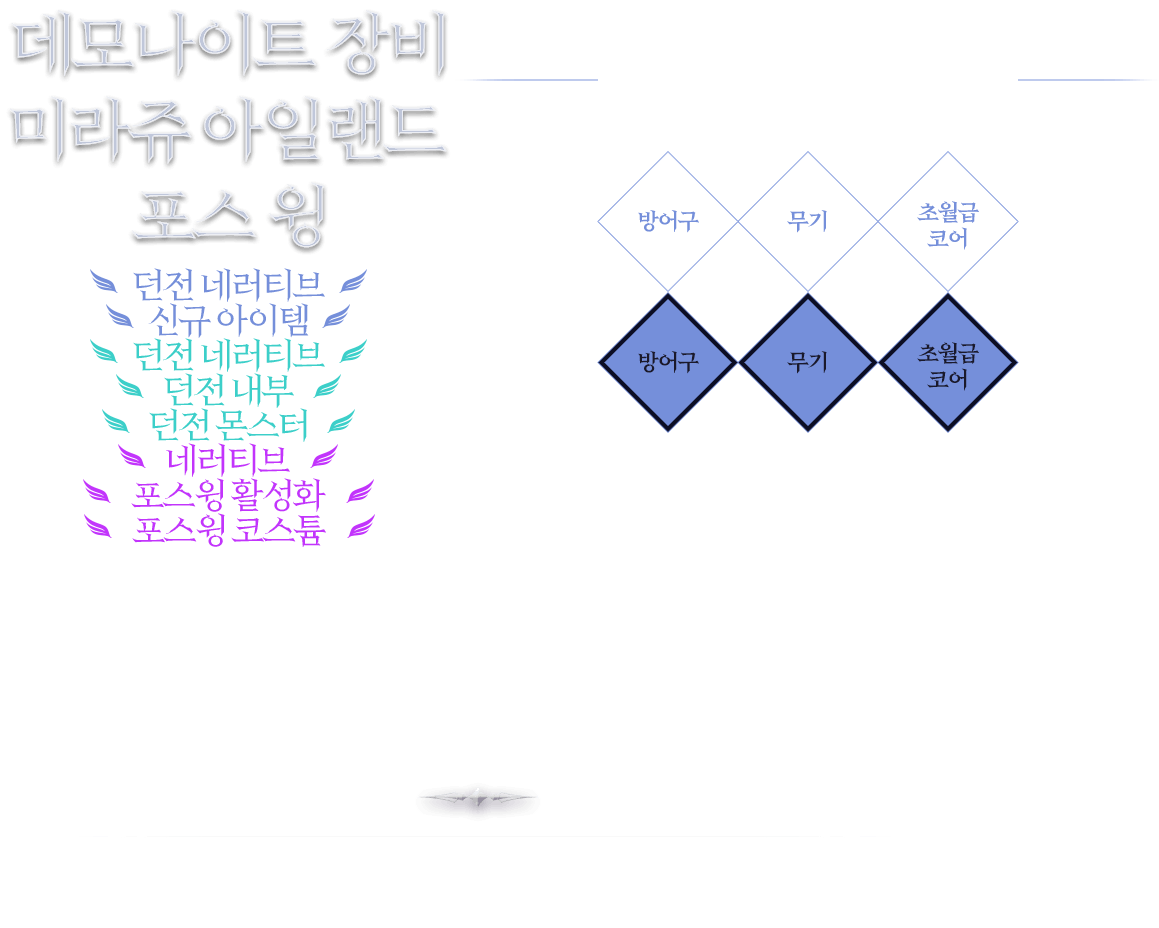 데모나이트 장비
미라쥬 아일랜드
포스 윙
던전 네러티브
신규 아이템
던전 네러티브
던전 내부
던전 몬스터
네러티브
포스윙 활성화
포스윙 코스튬
방어구
무기
초월급
코어
방어구
무기
초월급
코어